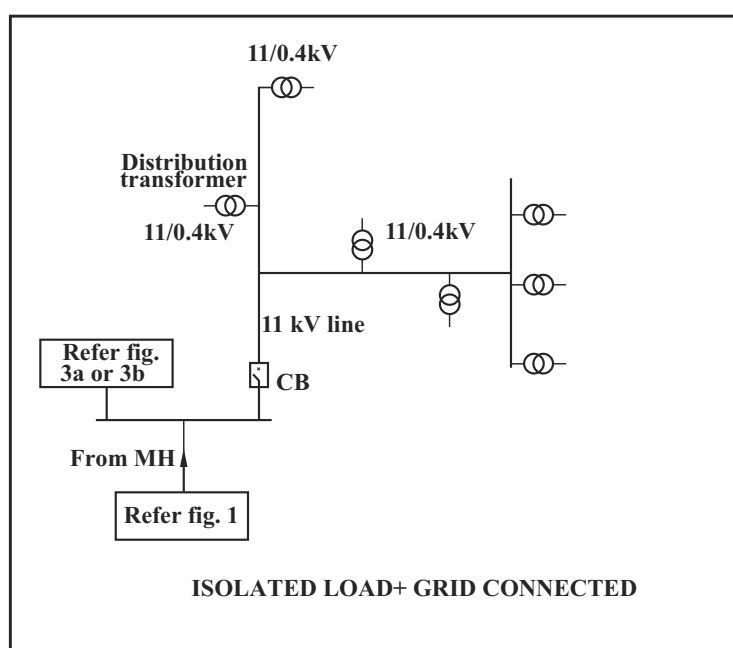 11/0.4kV
Distribution
transformer
11/0.4kV
11/0.4kV
11 kV line
Refer fig.
3a or 3b
CB
From MH
Refer fig. 1
ISOLATED LOAD+ GRID CONNECTED